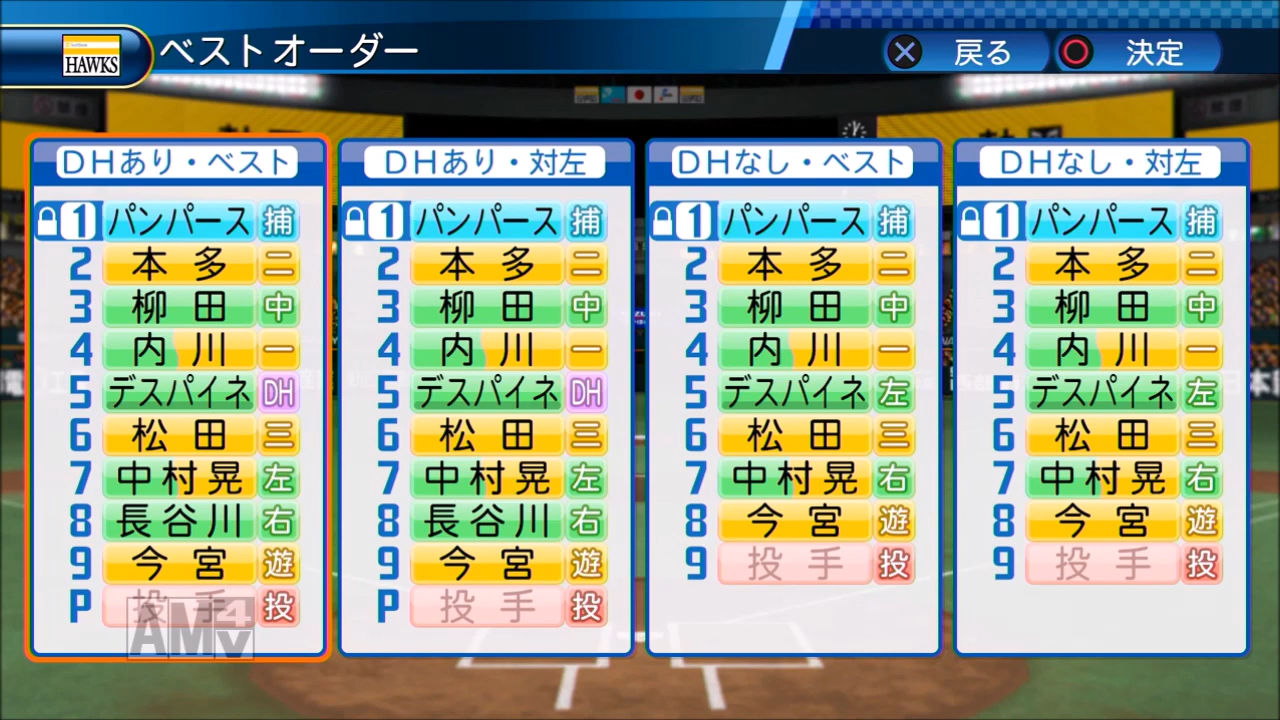 HAWKS
ベストオーダー
戻る
決定
DHあり・ベスト
1 パンパース 捕
2 本多 二
3 柳田 中
4 内川 一
5 デスパイネ DH
6 松田 三
7 中村晃 左
8 長谷川 右
9 今宮 遊
P 投手 投
DHあり・対左
1 パンパース 捕
2 本多 二
3 柳田 中
4 内川 一
5 デスパイネ DH
6 松田 三
7 中村晃 左
8 長谷川 右
9 今宮 遊
P 投手 投
DHなし・ベスト
1 パンパース 捕
2 本多 二
3 柳田 中
4 内川 一
5 デスパイネ 左
6 松田 三
7 中村晃 右
8 今宮 遊
9 投手 投
DHなし・対左
1 パンパース 捕
2 本多 二
3 柳田 中
4 内川 一
5 デスパイネ 左
6 松田 三
7 中村晃 右
8 今宮 遊
9 投手 投
AM4V